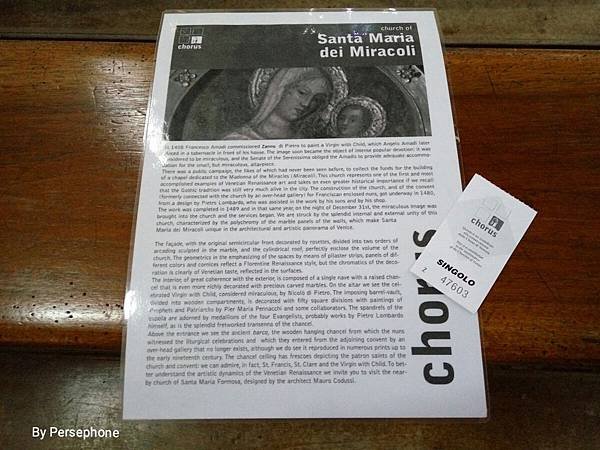 chorus
church of
Santa Maria
dei Miracoli
In 1408 Francesco Amadi commissioned Zanino di Pietro to paint a Virgin with Child, which Angelo Amadi later
placed in a tabernacle in front of his house. The image soon became the object of intense popular devotion: it was
considered to be miraculous, and the Senate of the Serenissima obliged the Amadis to provide adequate accommo-
dation for the small, but miraculous, altarpiece.
There was a public campaign, the likes of which had never been seen before, to collect the funds for the building
of a chapel dedicated to the Madonna of the Miracles (Miracoli). This church represents one of the first and most
accomplished examples of Venetian Renaissance art and takes on even greater historical importance if we recall
that the Gothic tradition was still very much alive in the city. The construction of the church, and of the convent
(formerly connected with the church by an over-head gallery) for Franciscan enclosed nuns, got underway in 1480,
from a design by Pietro Lombardo, who was assisted in the work by his sons and by his shop.
The work was completed in 1489 and in that same year, on the night of December 31st, the miraculous image was
brought into the church and the services began. We are struck by the splendid internal and external unity of this
church, characterized by the polychromy of the marble panels of the walls, which make Santa
Maria dei Miracoli unique in the architectural and artistic panorama of Venice.
The façade, with the original semicircular front decorated by rosettes, divided into two orders of
arcading sculpted in the marble, and the cylindrical roof, perfectly enclose the volume of the
church. The geometrics in the emphasizing of the spaces by means of pilaster strips, panels of dif-
ferent colors and cornices reflect a Florentine Renaissance style, but the chromatics of the deco-
ration is clearly of Venetian taste, reflected in the surfaces.
The interior, of great coherence with the exterior, is composed of a single nave with a raised chan-
cel that is even more richly decorated with precious carved marbles. On the altar we see the cel-
ebrated Virgin with Child, considered miraculous, by Nicolò di Pietro. The imposing barrel-vault,
divided into wooden compartments, is decorated with fifty square divisions with paintings of
Prophets and Patriarchs by Pier Maria Pennacchi and some collaborators. The spandrels of the
cupola are adorned by medallions of the four Evangelists, probably works by Pietro Lombardo
himself, as is the splendid fretworked transenna of the chancel.
Above the entrance we see the ancient barco, the wooden hanging chancel from which the nuns
witnessed the liturgical celebrations and which they entered from the adjoining convent by an
over-head gallery that no longer exists, although we do see it reproduced in numerous prints up to
the early nineteenth century. The chancel ceiling has frescoes depicting the patron saints of the
church and convent: we can admire, in fact, St. Francis, St. Clare and the Virgin with Child. To bet-
ter understand the artistic dynamics of the Venetian Renaissance we invite you to visit the near-
by church of Santa Maria Formosa, designed by the architect Mauro Codussi.
chorus
chorus
SINGOLO
47603
By Persephone